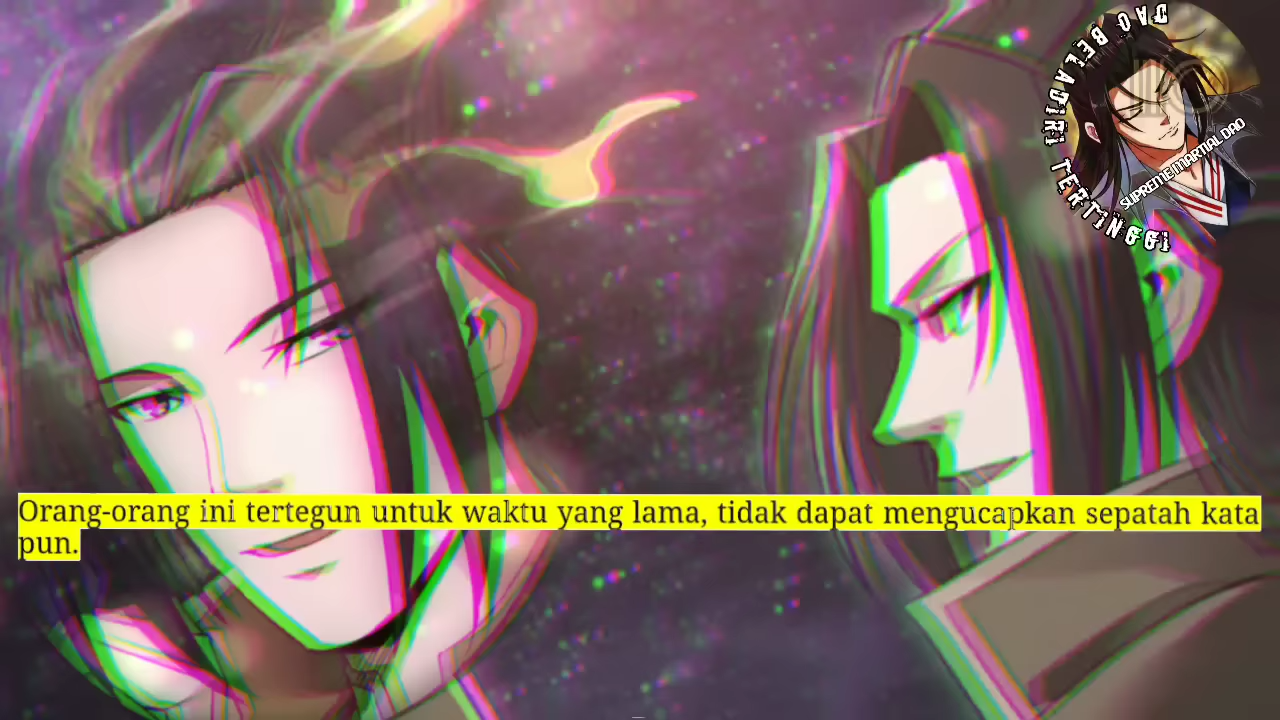 DAO BELADIRI TERTINGGI
SUPREME MARTIAL DAO
Orang-orang ini tertegun untuk waktu yang lama, tidak dapat mengucapkan sepatah kata
pun.